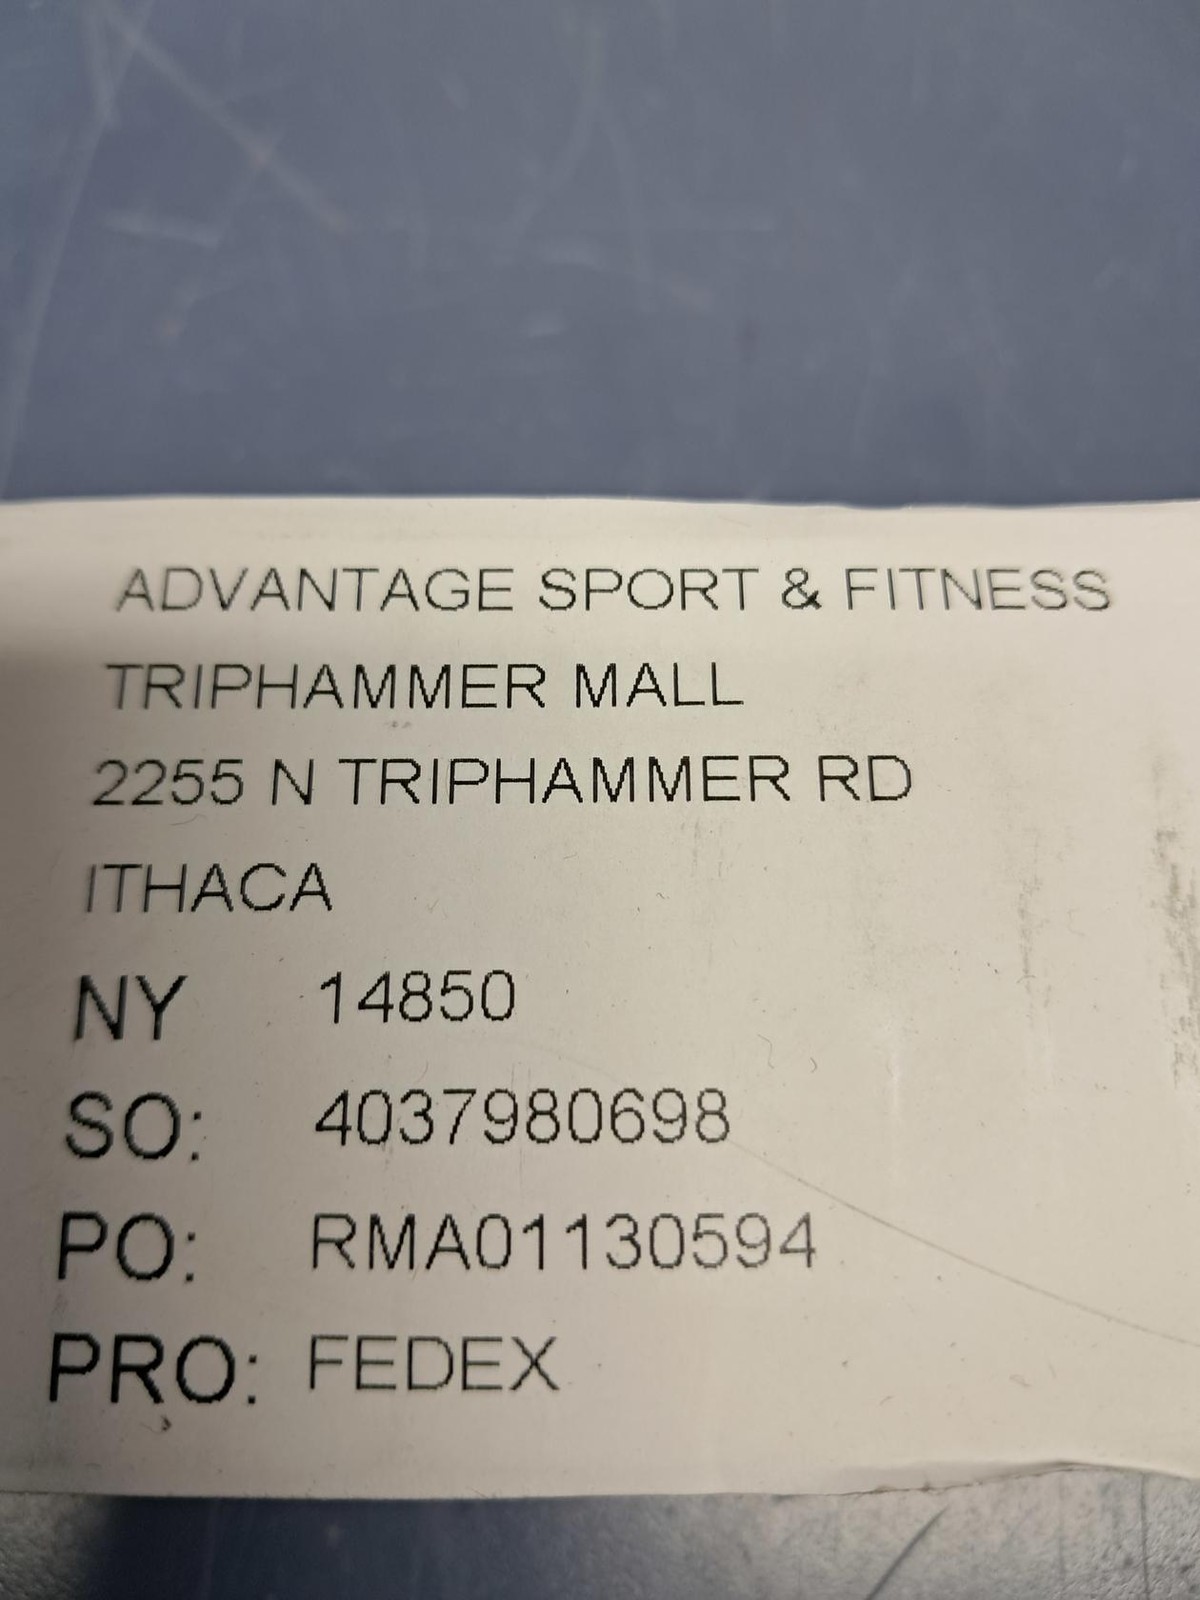 ADVANTAGE SPORT & FITNESS
TRIPHAMMER MALL
2255 N TRIPHAMMER RD
ITHACA
NY 14850
SO: 4037980698
PO: RMA01130594
PRO: FEDEX